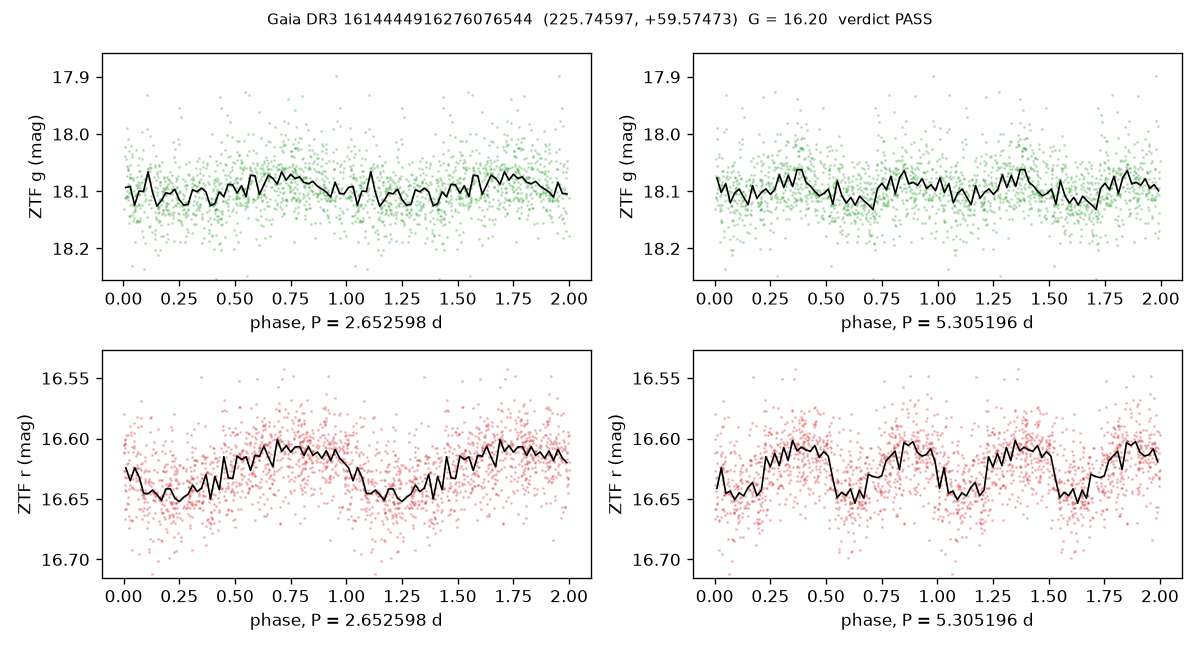 Gaia DR3 1614444916276076544 (225.74597, +59.57473) G = 16.20 verdict PASS
ZTF g (mag)
17.9
18.0
18.1
18.2
0.00 0.25 0.50 0.75 1.00 1.25 1.50 1.75 2.00
phase, P = 2.652598 d
ZTF g (mag)
17.9
18.0
18.1
18.2
0.00 0.25 0.50 0.75 1.00 1.25 1.50 1.75 2.00
phase, P = 5.305196 d
ZTF r (mag)
16.55
16.60
16.65
16.70
0.00 0.25 0.50 0.75 1.00 1.25 1.50 1.75 2.00
phase, P = 2.652598 d
ZTF r (mag)
16.55
16.60
16.65
16.70
0.00 0.25 0.50 0.75 1.00 1.25 1.50 1.75 2.00
phase, P = 5.305196 d